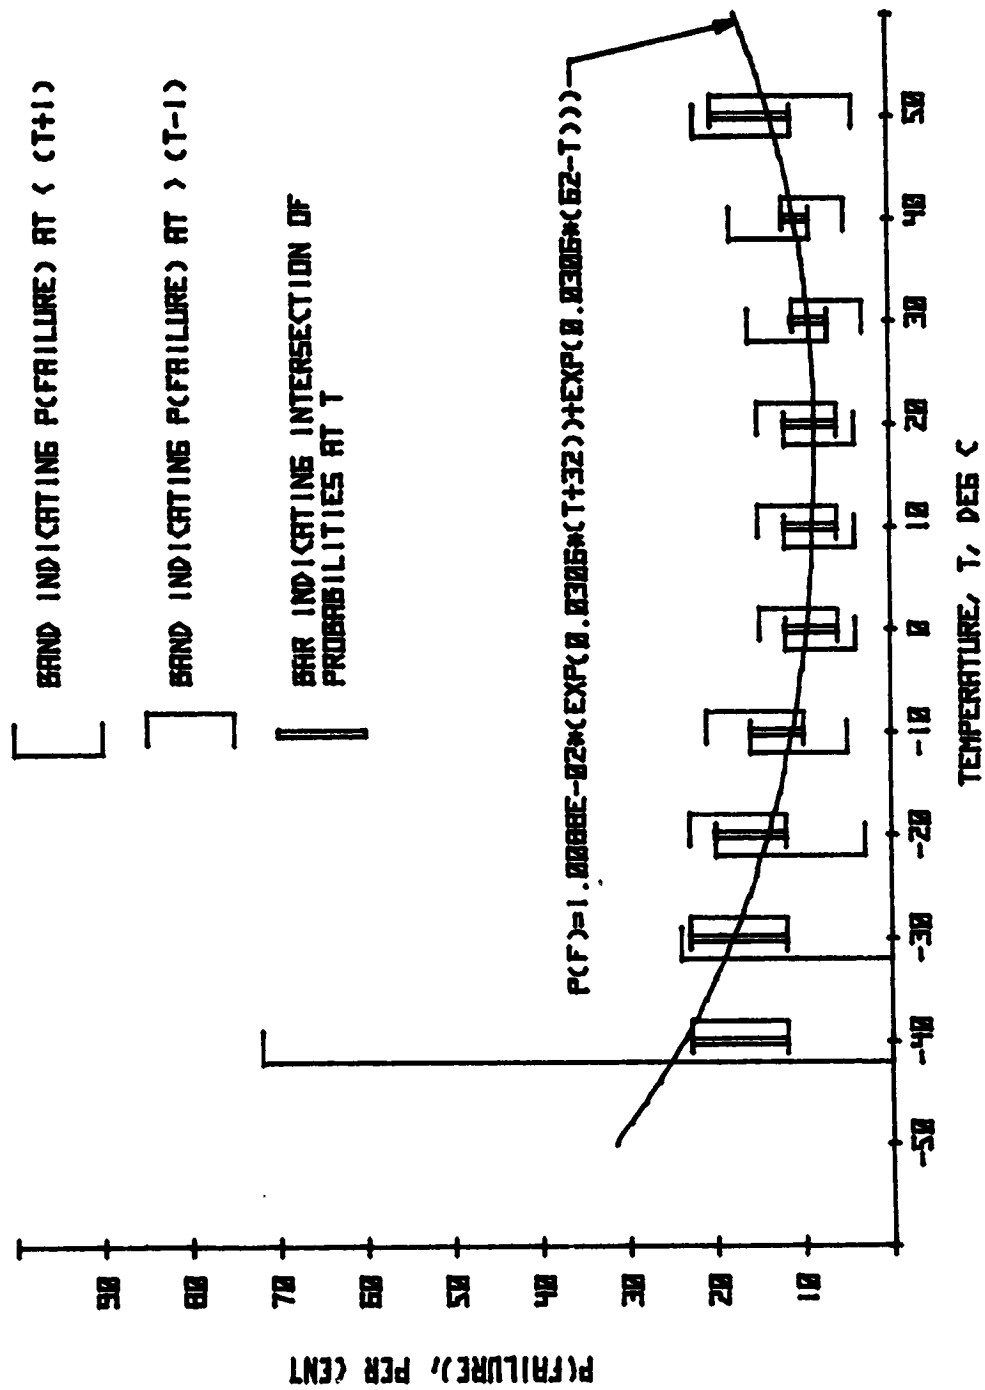 BAND INDICATING P(FAILURE) AT < (T+1)
BAND INDICATING P(FAILURE) AT > (T-1)
BAR INDICATING INTERSECTION OF
PROBABILITIES AT T
P(F)=1.0088E-02*(EXP(0.0306*(T+32))+EXP(0.0306*(62-T)))
P(FAILURE), PER CENT
90
80
70
60
50
40
30
20
10
-50
-40
-30
-20
-10
0
10
20
30
40
50
TEMPERATURE, T, DEG C